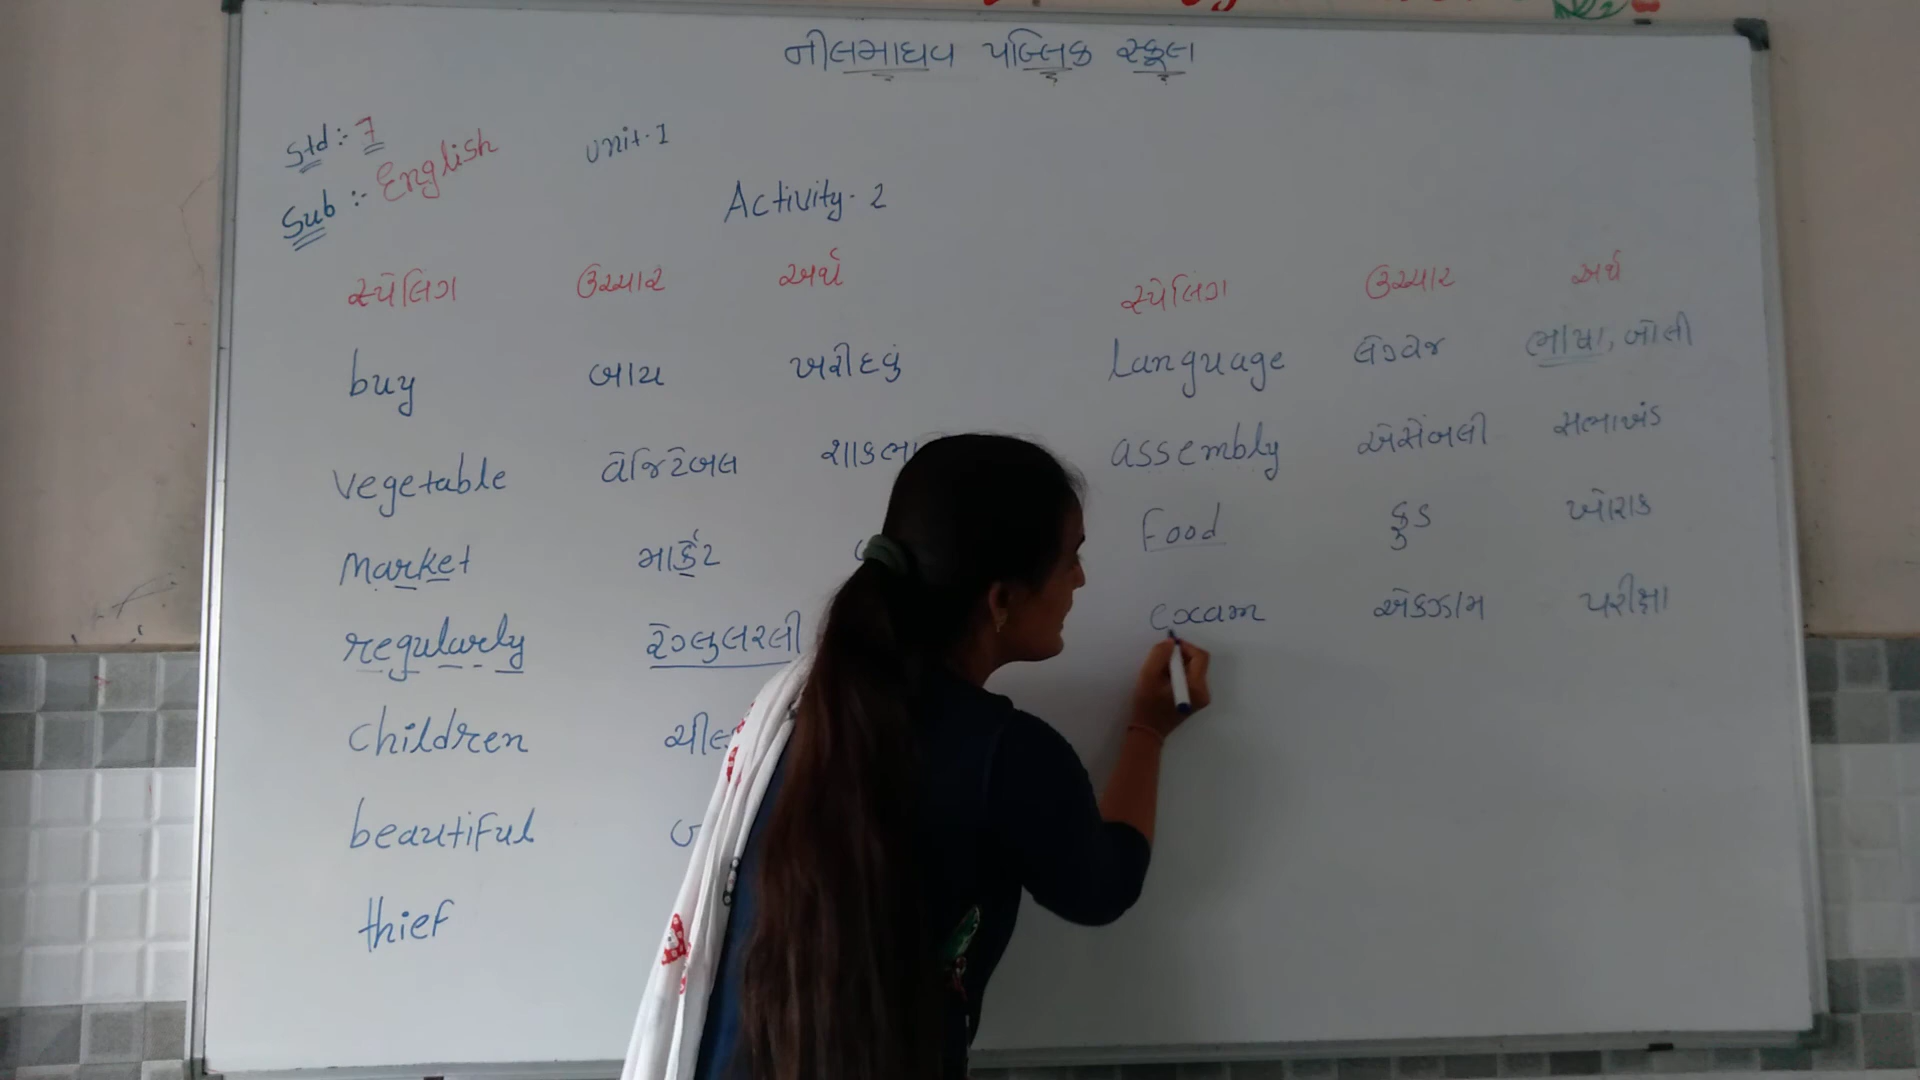 નીલમાધવ પબ્લિક સ્કૂલ
Std :- 7
Sub :- English
Unit-1
Activity-2
સ્પેલિંગ ઉચ્ચાર અર્થ
buy બાય ખરીદવું
vegetable વેજિટેબલ
Market માર્કેટ
regularly રેગ્લુલરલી
children
beautiful
thief
સ્પેલિંગ ઉચ્ચાર અર્થ
Language લેંગ્વેજ ભાષા, બોલી
assembly એસેંબલી સભાખંડ
Food ફુડ ખોરાક
exam એકઝામ પરીક્ષા